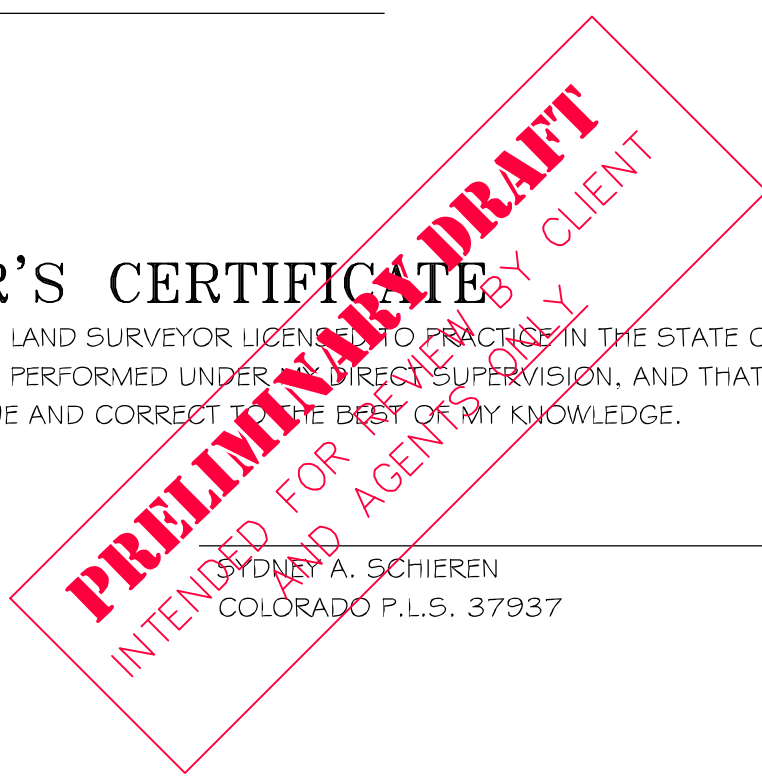 R'S CERTIFICATE
LAND SURVEYOR LICENSED TO PRACTICE IN THE STATE
PERFORMED UNDER MY DIRECT SUPERVISION, AND THAT
AND CORRECT TO THE BEST OF MY KNOWLEDGE.
SYDNEY A. SCHIEREN
COLORADO P.L.S. 37937
PRELIMINARY DRAFT
INTENDED FOR REVIEW BY CLIENT
AND AGENTS ONLY